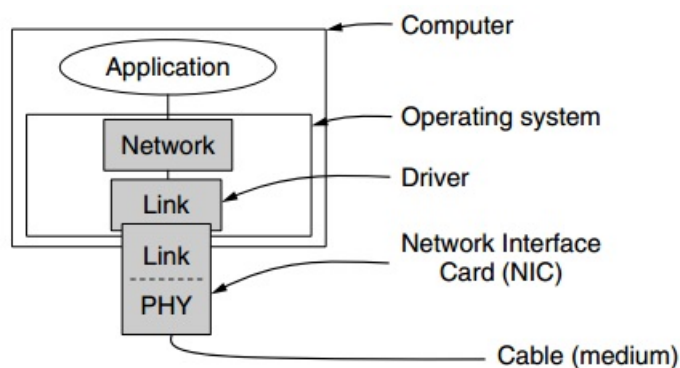 Computer
Application
Operating system
Network
Driver
Link
Link
Network Interface
Card (NIC)
PHY
Cable (medium)